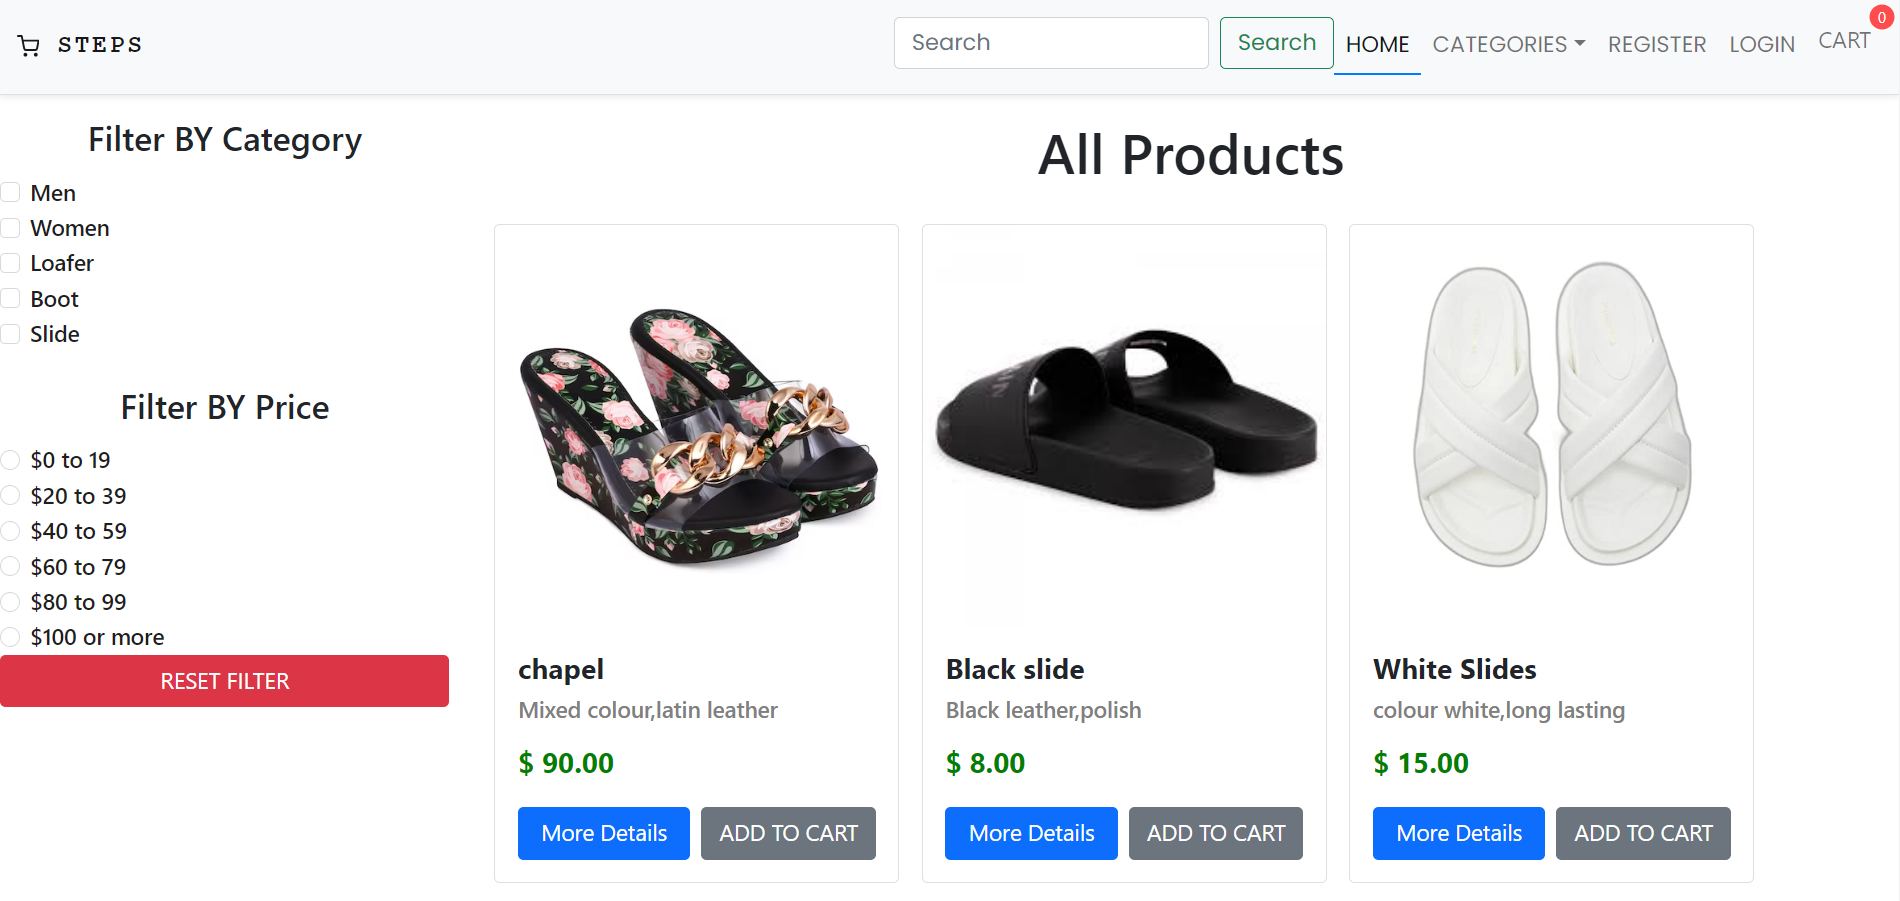 STEPS
Search
Search
HOME
CATEGORIES
REGISTER
LOGIN
CART
0
Filter BY Category
Men
Women
Loafer
Boot
Slide
Filter BY Price
$0 to 19
$20 to 39
$40 to 59
$60 to 79
$80 to 99
$100 or more
RESET FILTER
All Products
chapel
Mixed colour,latin leather
$ 90.00
More Details
ADD TO CART
Black slide
Black leather,polish
$ 8.00
More Details
ADD TO CART
White Slides
colour white,long lasting
$ 15.00
More Details
ADD TO CART